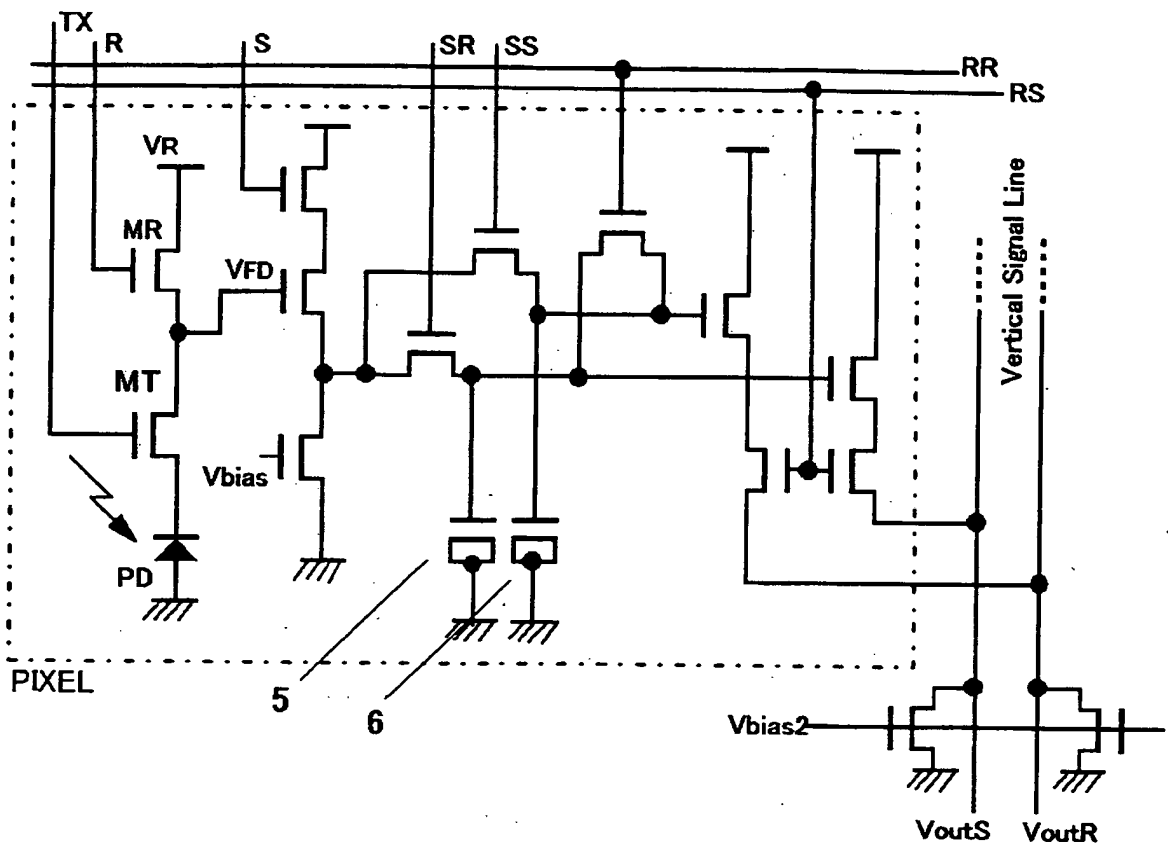 TX
R
S
SR
SS
RR
RS
VR
MR
VFD
MT
Vbias
PD
Vertical Signal Line
PIXEL
5
6
Vbias2
VoutS
VoutR